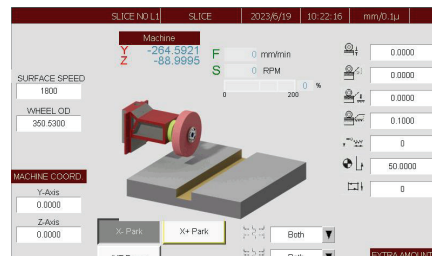 SLICE N0 L1 SLICE 2023/6/19 10:22:16 mm/0.1μ
Machine
Y -264.5921 F 0 mm/min
Z -88.9995 S 0 RPM
0 %
0 200
SURFACE SPEED
1800
WHEEL OD
350.5300
MACHINE COORD.
Y-Axis
0.0000
Z-Axis
0.0000
0.0000
0.0000
0.0000
0.1000
0
50.0000
0
X- Park X+ Park
Both
EXTRA AMOUNT